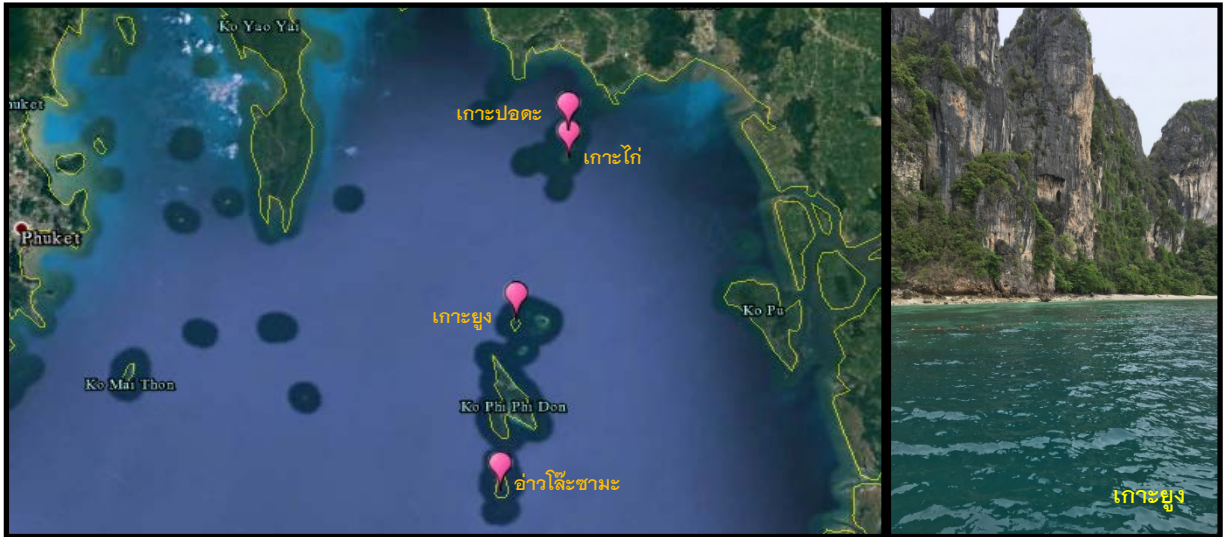 Ko Yao Yai
huket
เกาะปอดะ
เกาะไก่
Phuket
เกาะยูง
Ko Pu
Ko Mai Thon
Ko Phi Phi Don
อ่าวโล๊ะซามะ
เกาะยูง